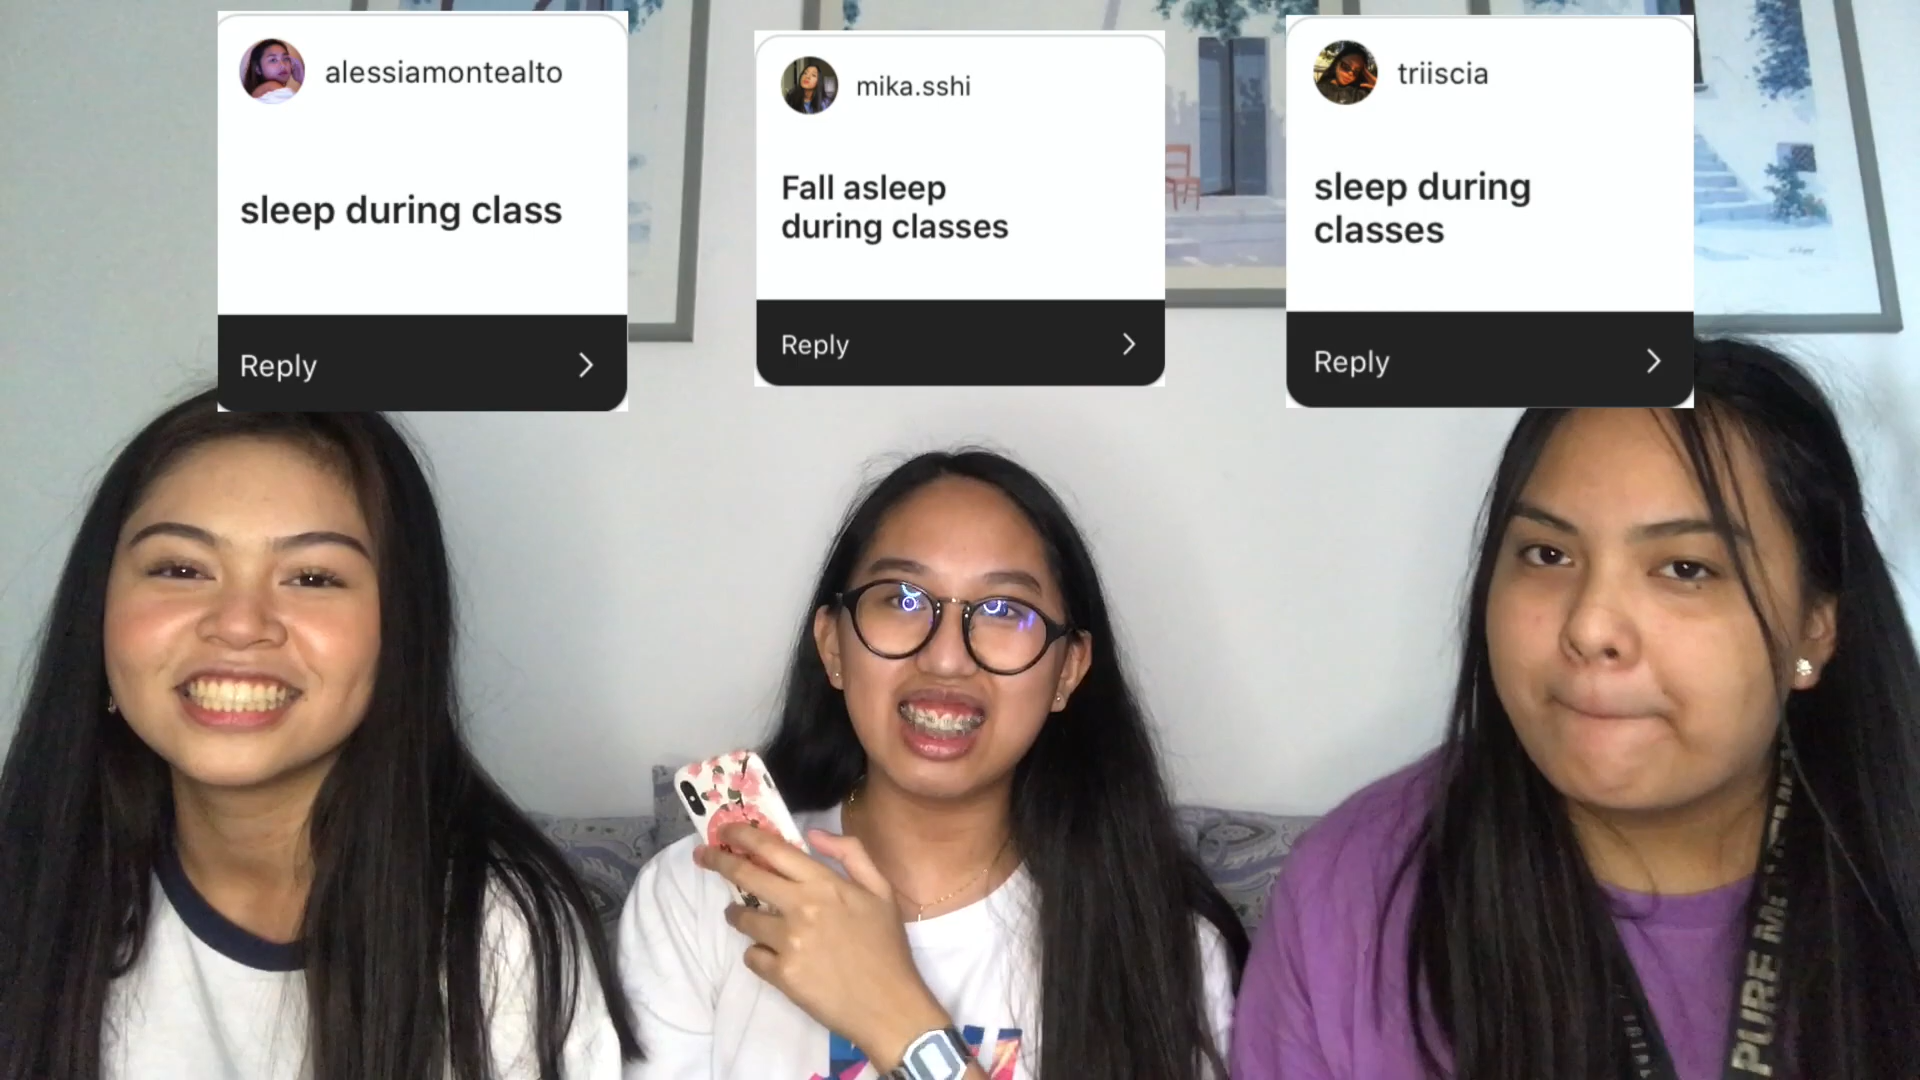 alessiamontealto
sleep during class
Reply
mika.sshi
Fall asleep
during classes
Reply
triiscia
sleep during
classes
Reply
PURE